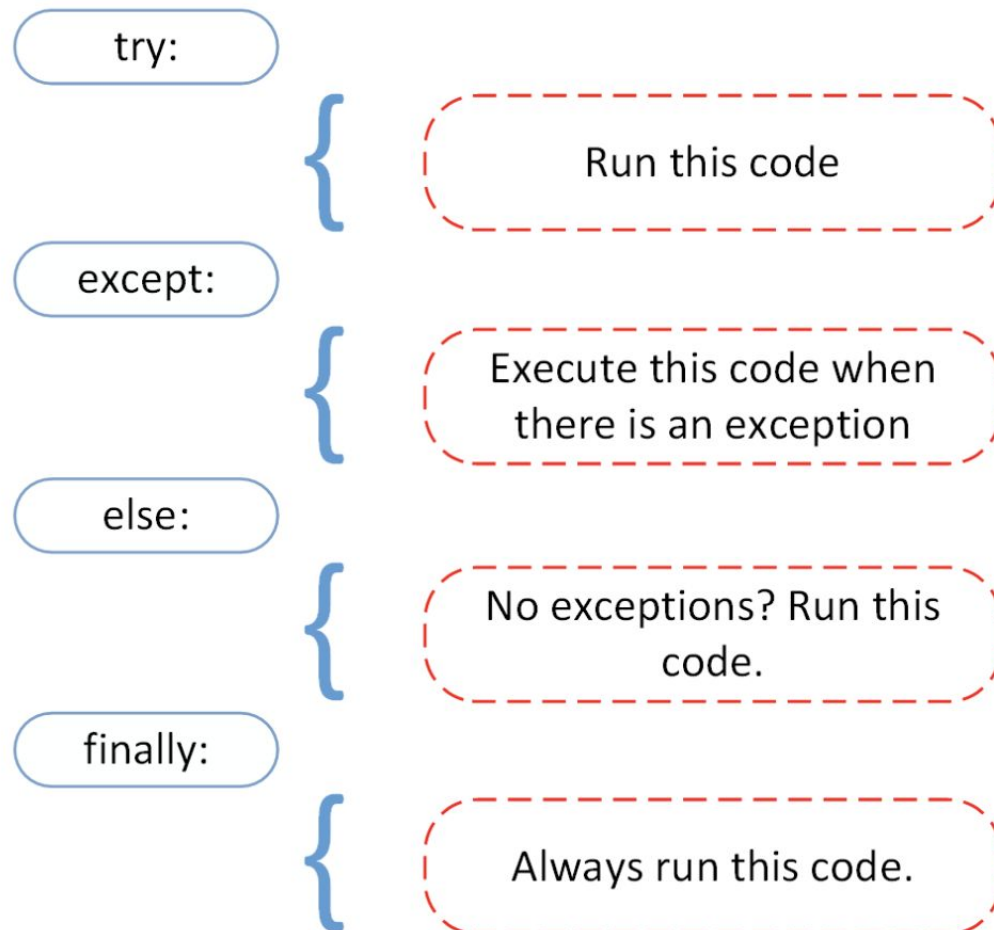 try:
Run this code
except:
Execute this code when
there is an exception
else:
No exceptions? Run this
code.
finally:
Always run this code.